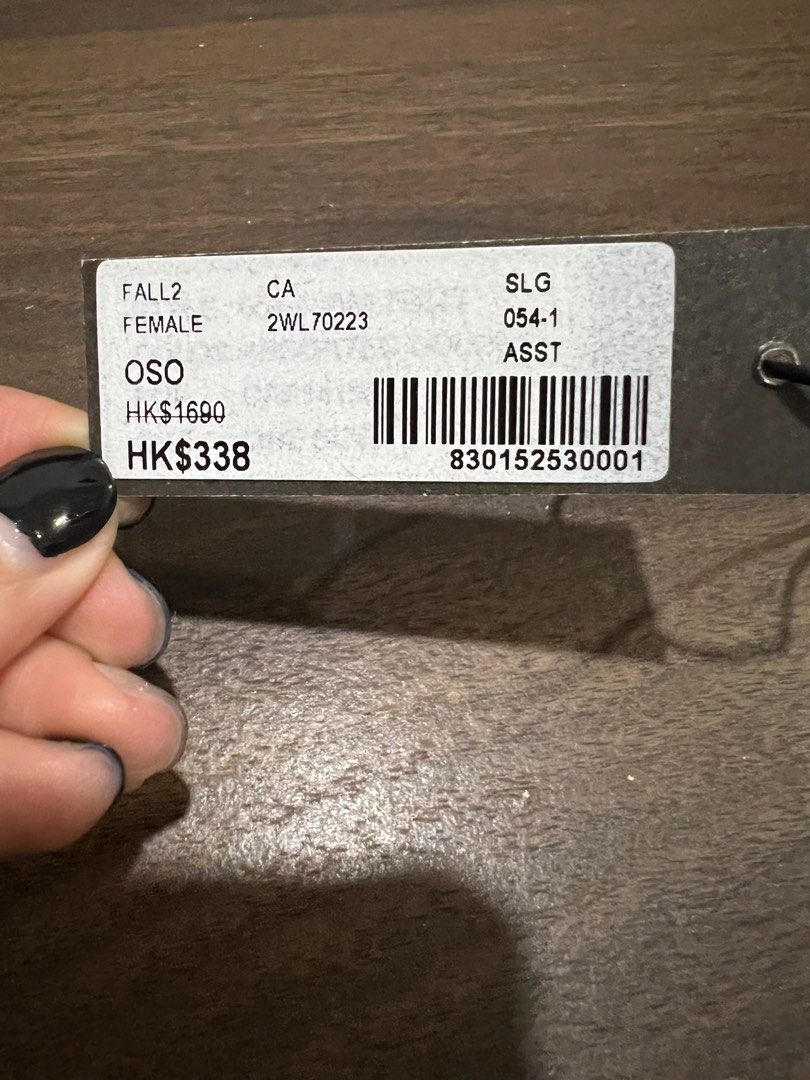 FALL2 CA SLG
FEMALE 2WL70223 054-1
OSO ASST
HK$1690
HK$338 830152530001